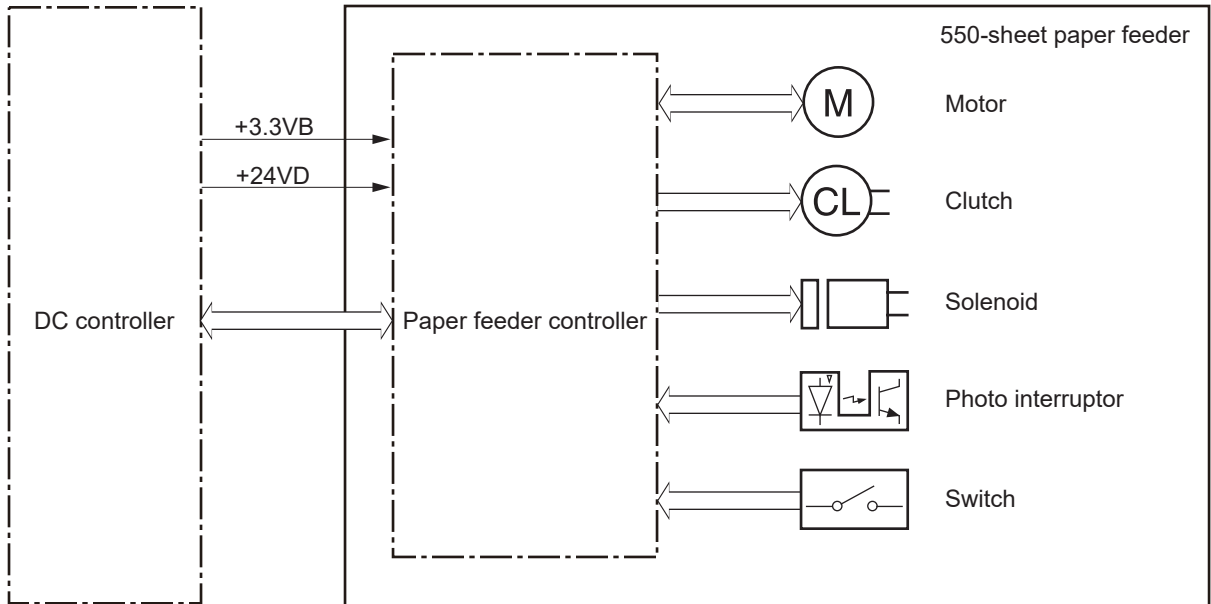 550-sheet paper feeder
M
Motor
+3.3VB
+24VD
CL
Clutch
DC controller
Paper feeder controller
Solenoid
Photo interruptor
Switch